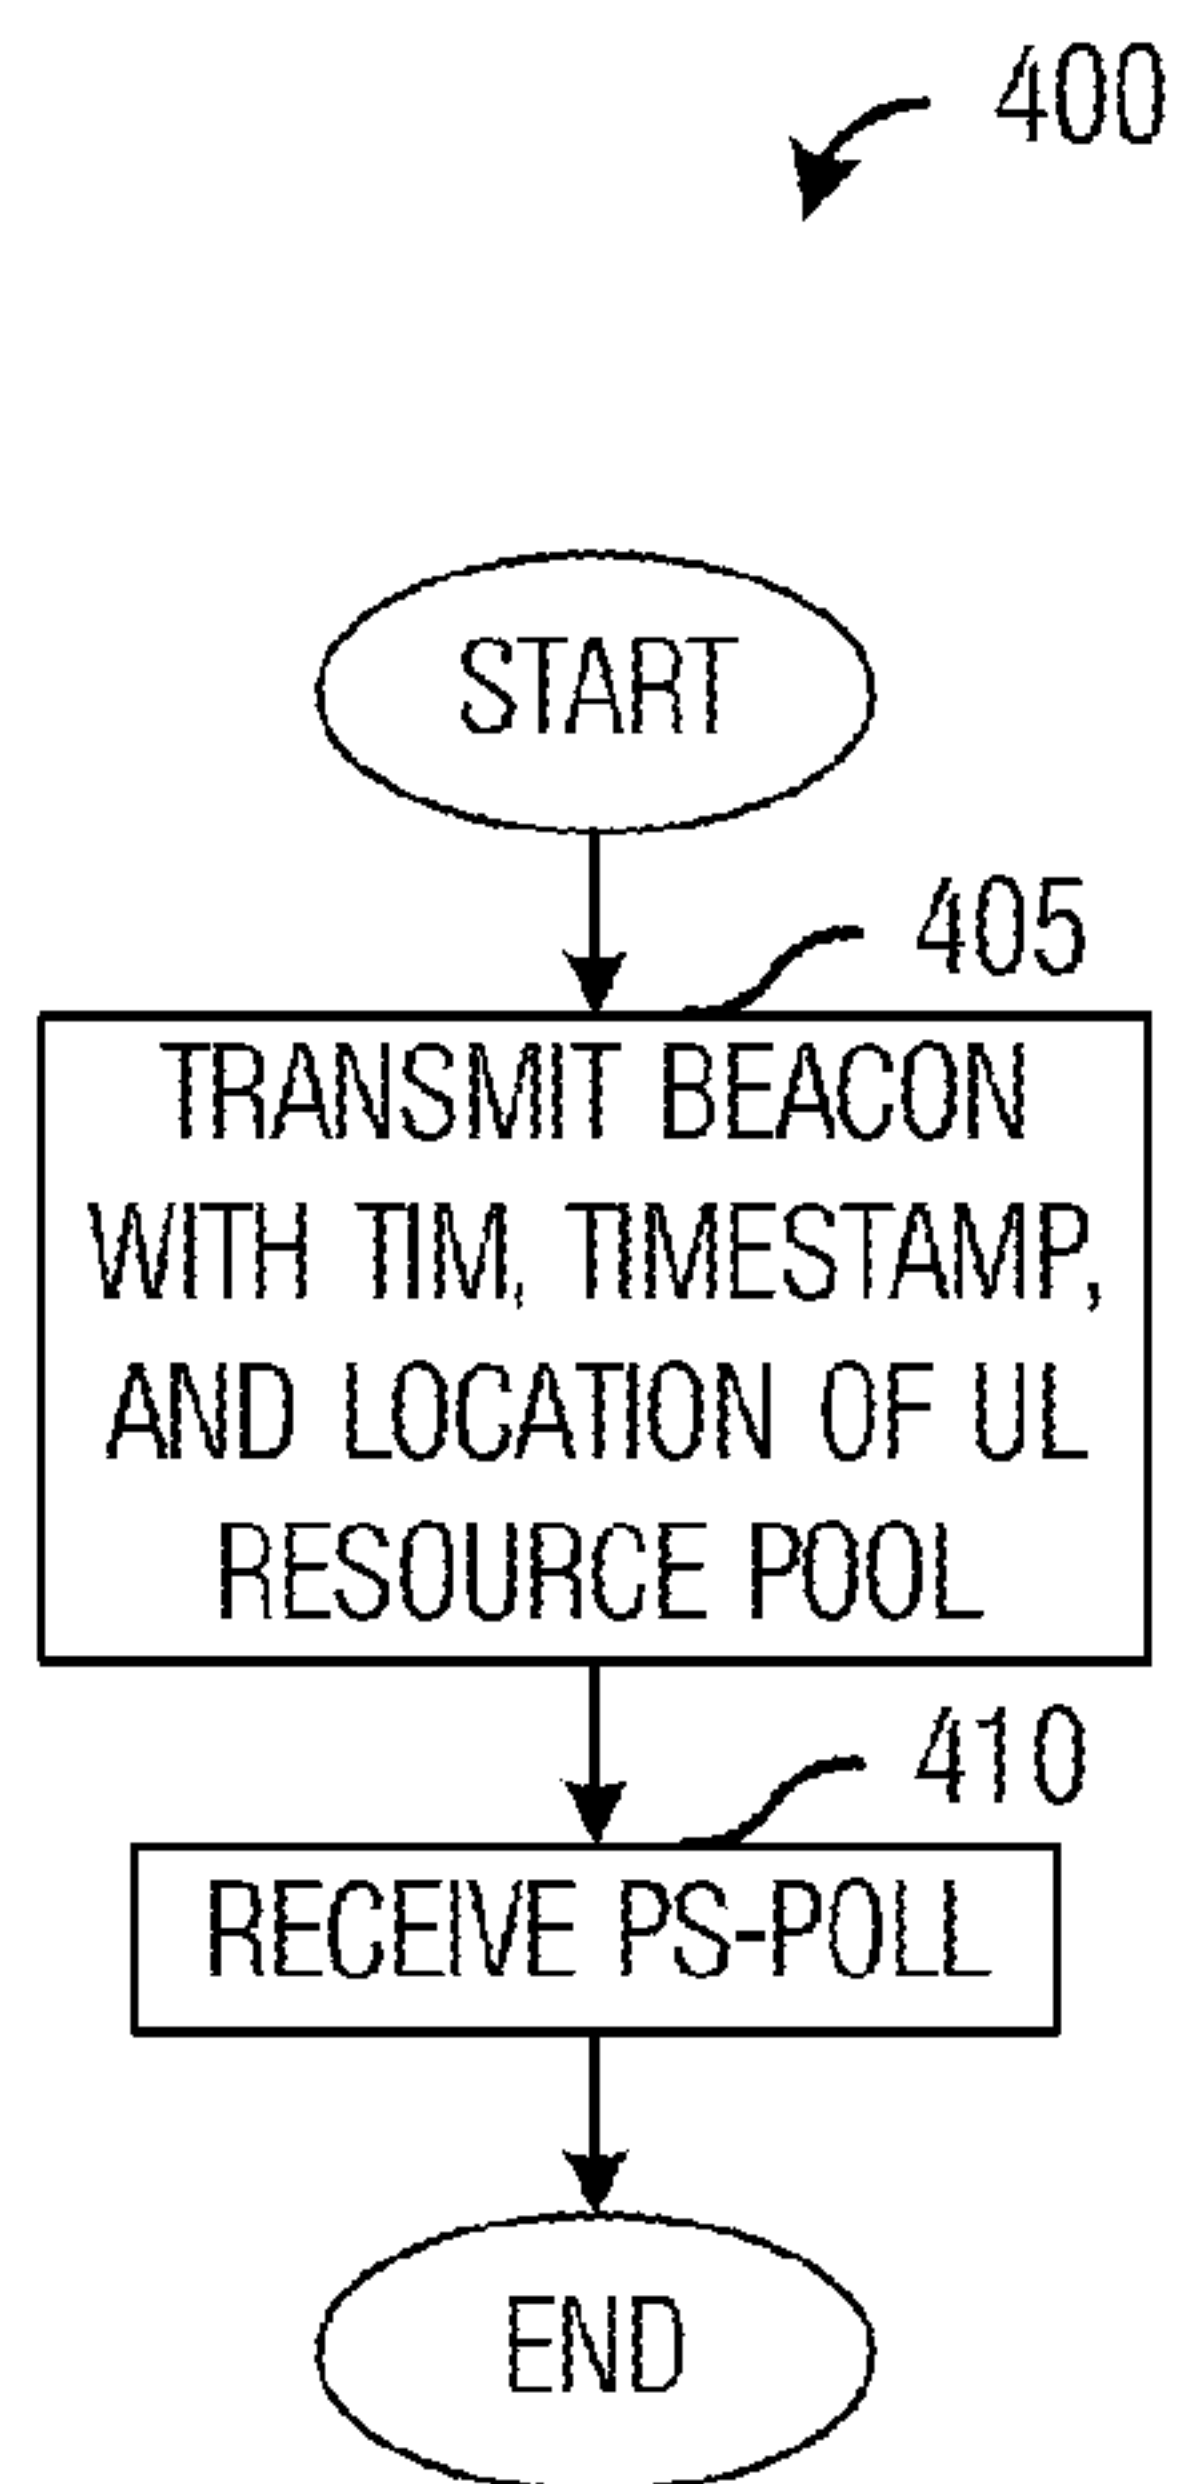 400
START
405
TRANSMIT BEACON
WITH TIM, TIMESTAMP,
AND LOCATION OF UL
RESOURCE POOL
410
RECEIVE PS-POLL
END